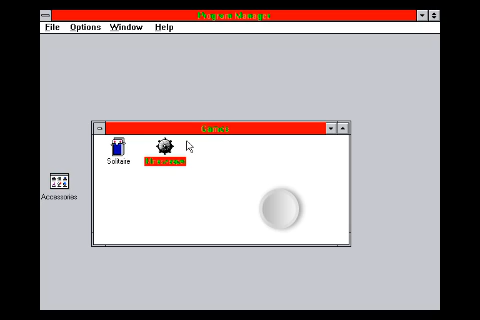 Program Manager
File Options Window Help
Games
Solitaire Minesweeper
Accessories